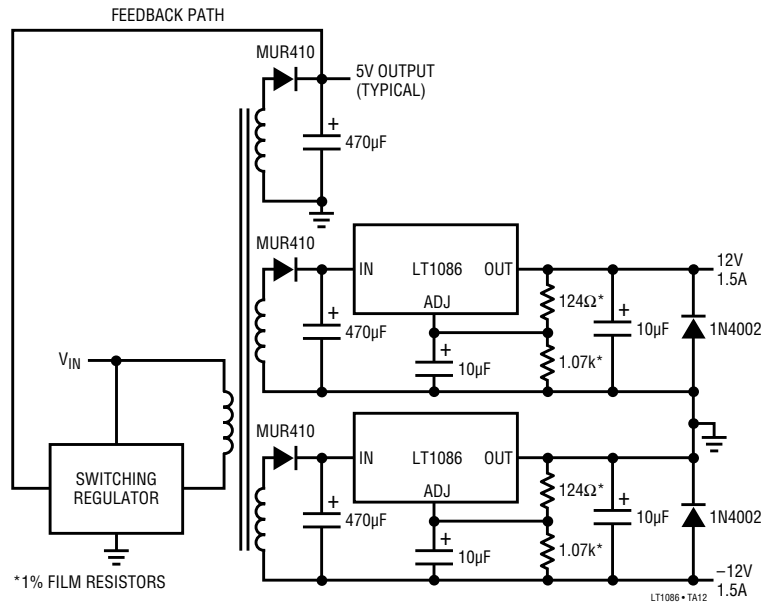 FEEDBACK PATH
MUR410
5V OUTPUT
(TYPICAL)
+
470µF
MUR410
IN LT1086 OUT
ADJ
12V
1.5A
+
470µF
+
10µF
124Ω*
1.07k*
+
10µF
1N4002
VIN
SWITCHING
REGULATOR
MUR410
IN LT1086 OUT
ADJ
+
470µF
+
10µF
124Ω*
1.07k*
+
10µF
1N4002
–12V
1.5A
*1% FILM RESISTORS
LT1086 • TA12